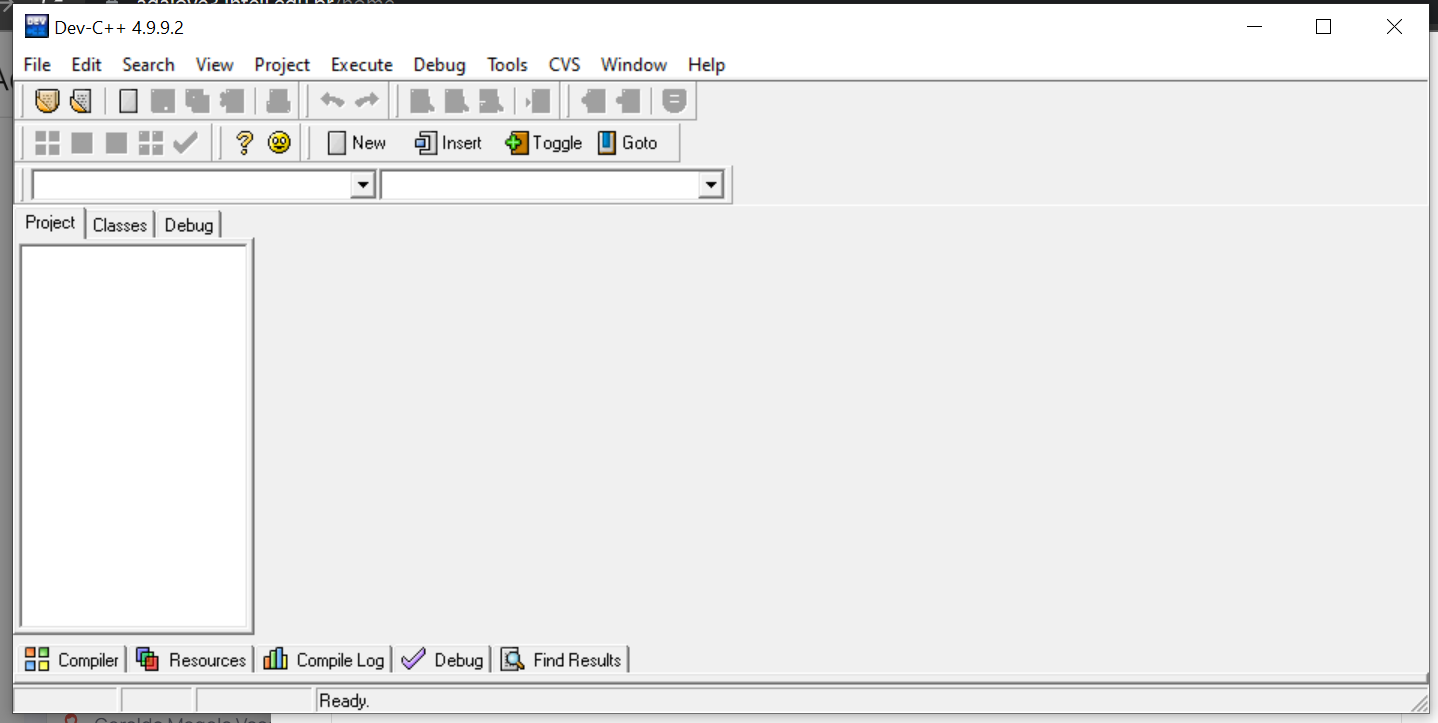 Dev-C++ 4.9.9.2
File Edit Search View Project Execute Debug Tools CVS Window Help
New Insert Toggle Goto
Project Classes Debug
Compiler Resources Compile Log Debug Find Results
Ready.